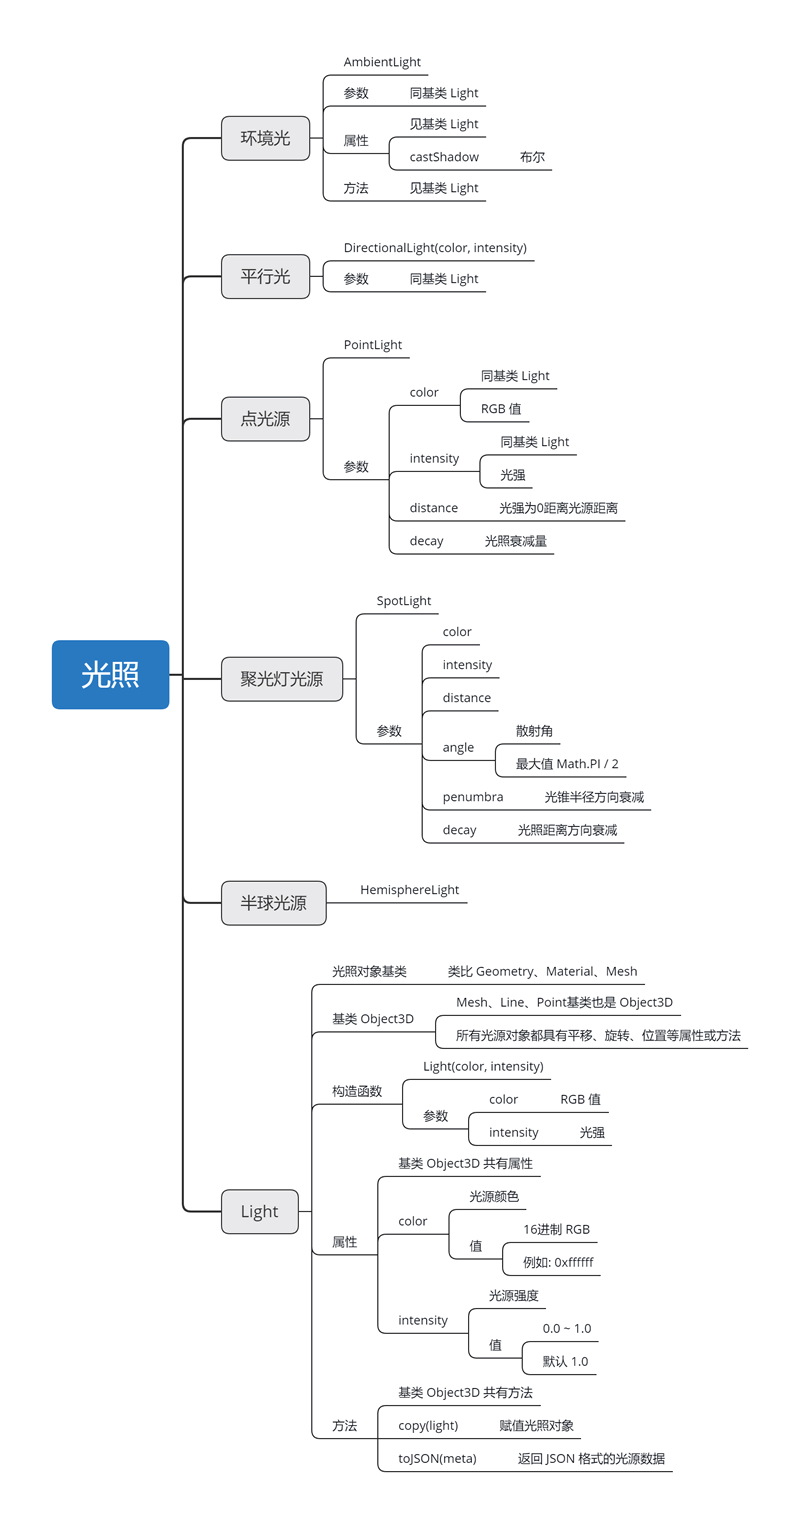 光照
环境光
AmbientLight
参数
同基类 Light
属性
见基类 Light
castShadow
布尔
方法
见基类 Light
平行光
DirectionalLight(color, intensity)
参数
同基类 Light
点光源
PointLight
参数
color
同基类 Light
RGB 值
intensity
同基类 Light
光强
distance
光强为0距离光源距离
decay
光照衰减量
聚光灯光源
SpotLight
参数
color
intensity
distance
angle
散射角
最大值 Math.PI / 2
penumbra
光锥半径方向衰减
decay
光照距离方向衰减
半球光源
HemisphereLight
Light
光照对象基类
类比 Geometry、Material、Mesh
基类 Object3D
Mesh、Line、Point基类也是 Object3D
所有光源对象都具有平移、旋转、位置等属性或方法
构造函数
Light(color, intensity)
参数
color
RGB 值
intensity
光强
属性
基类 Object3D 共有属性
color
光源颜色
值
16进制 RGB
例如: 0xffffff
intensity
光源强度
值
0.0 ~ 1.0
默认 1.0
方法
基类 Object3D 共有方法
copy(light)
赋值光照对象
toJSON(meta)
返回 JSON 格式的光源数据